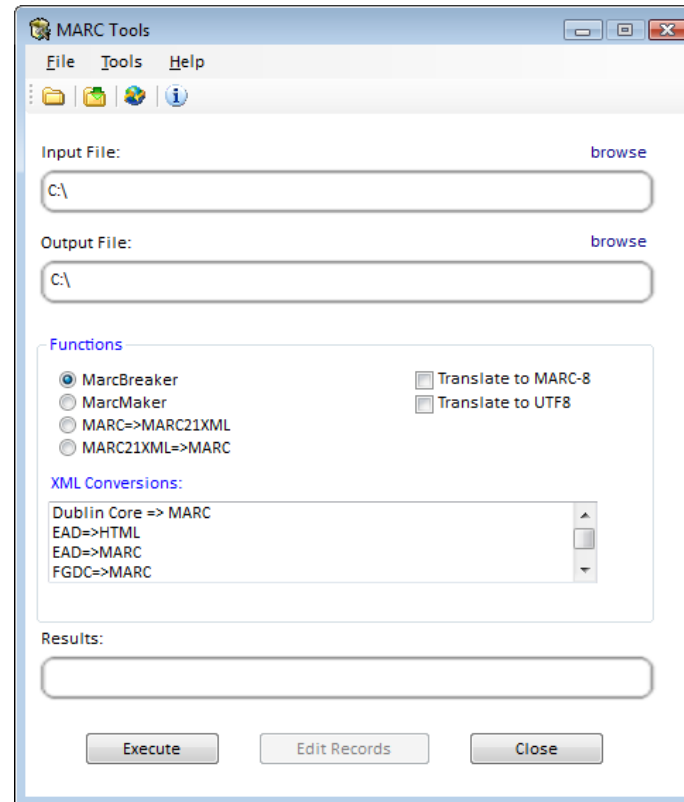 MARC Tools
File Tools Help
Input File: browse
C:\
Output File: browse
C:\
Functions
MarcBreaker Translate to MARC-8
MarcMaker Translate to UTF8
MARC=>MARC21XML
MARC21XML=>MARC
XML Conversions:
Dublin Core => MARC
EAD=>HTML
EAD=>MARC
FGDC=>MARC
Results:
Execute Edit Records Close